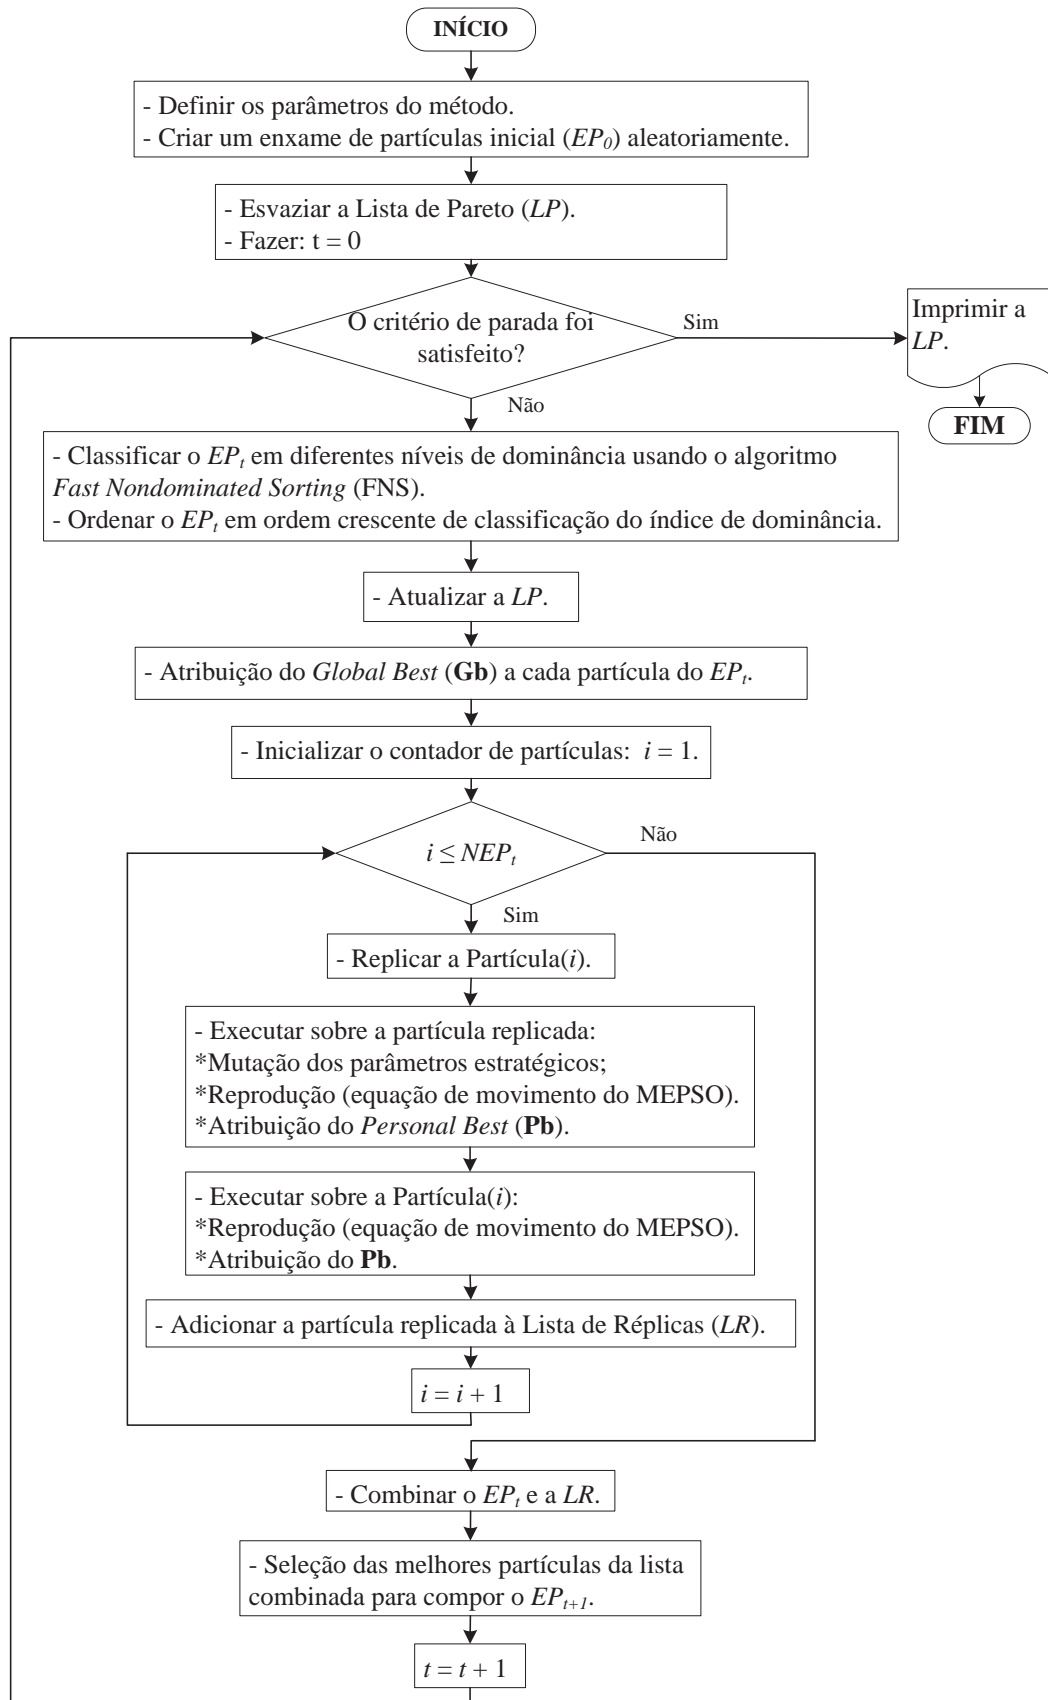 INÍCIO
- Definir os parâmetros do método.
- Criar um enxame de partículas inicial (EP0) aleatoriamente.
- Esvaziar a Lista de Pareto (LP).
- Fazer: t = 0
O critério de parada foi
satisfeito?
Sim
Imprimir a
LP.
FIM
Não
- Classificar o EPt em diferentes níveis de dominância usando o algoritmo
Fast Nondominated Sorting (FNS).
- Ordenar o EPt em ordem crescente de classificação do índice de dominância.
- Atualizar a LP.
- Atribuição do Global Best (Gb) a cada partícula do EPt.
- Inicializar o contador de partículas: i = 1.
i ≤ NEPt
Não
Sim
- Replicar a Partícula(i).
- Executar sobre a partícula replicada:
*Mutação dos parâmetros estratégicos;
*Reprodução (equação de movimento do MEPSO).
*Atribuição do Personal Best (Pb).
- Executar sobre a Partícula(i):
*Reprodução (equação de movimento do MEPSO).
*Atribuição do Pb.
- Adicionar a partícula replicada à Lista de Réplicas (LR).
i = i + 1
- Combinar o EPt e a LR.
- Seleção das melhores partículas da lista
combinada para compor o EPt+1.
t = t + 1